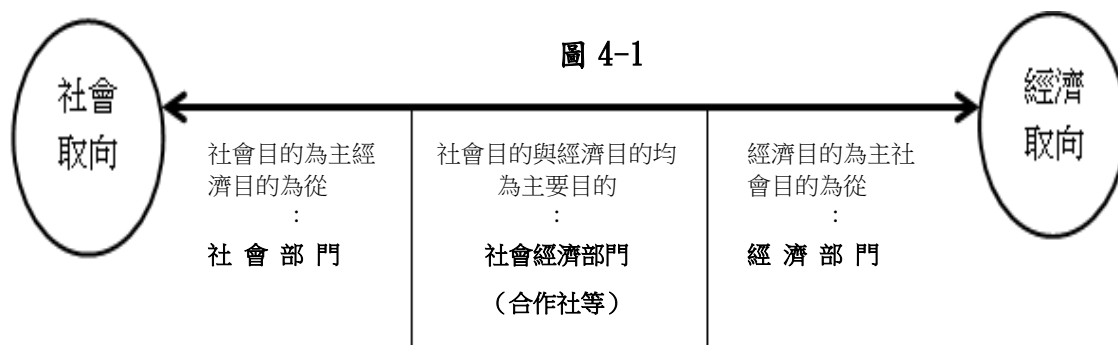 圖 4-1
社會
取向
經濟
取向
社會目的為主經
濟目的為從
：
社 會 部 門
社會目的與經濟目的均
為主要目的
：
社會經濟部門
（合作社等）
經濟目的為主社
會目的為從
：
經 濟 部 門